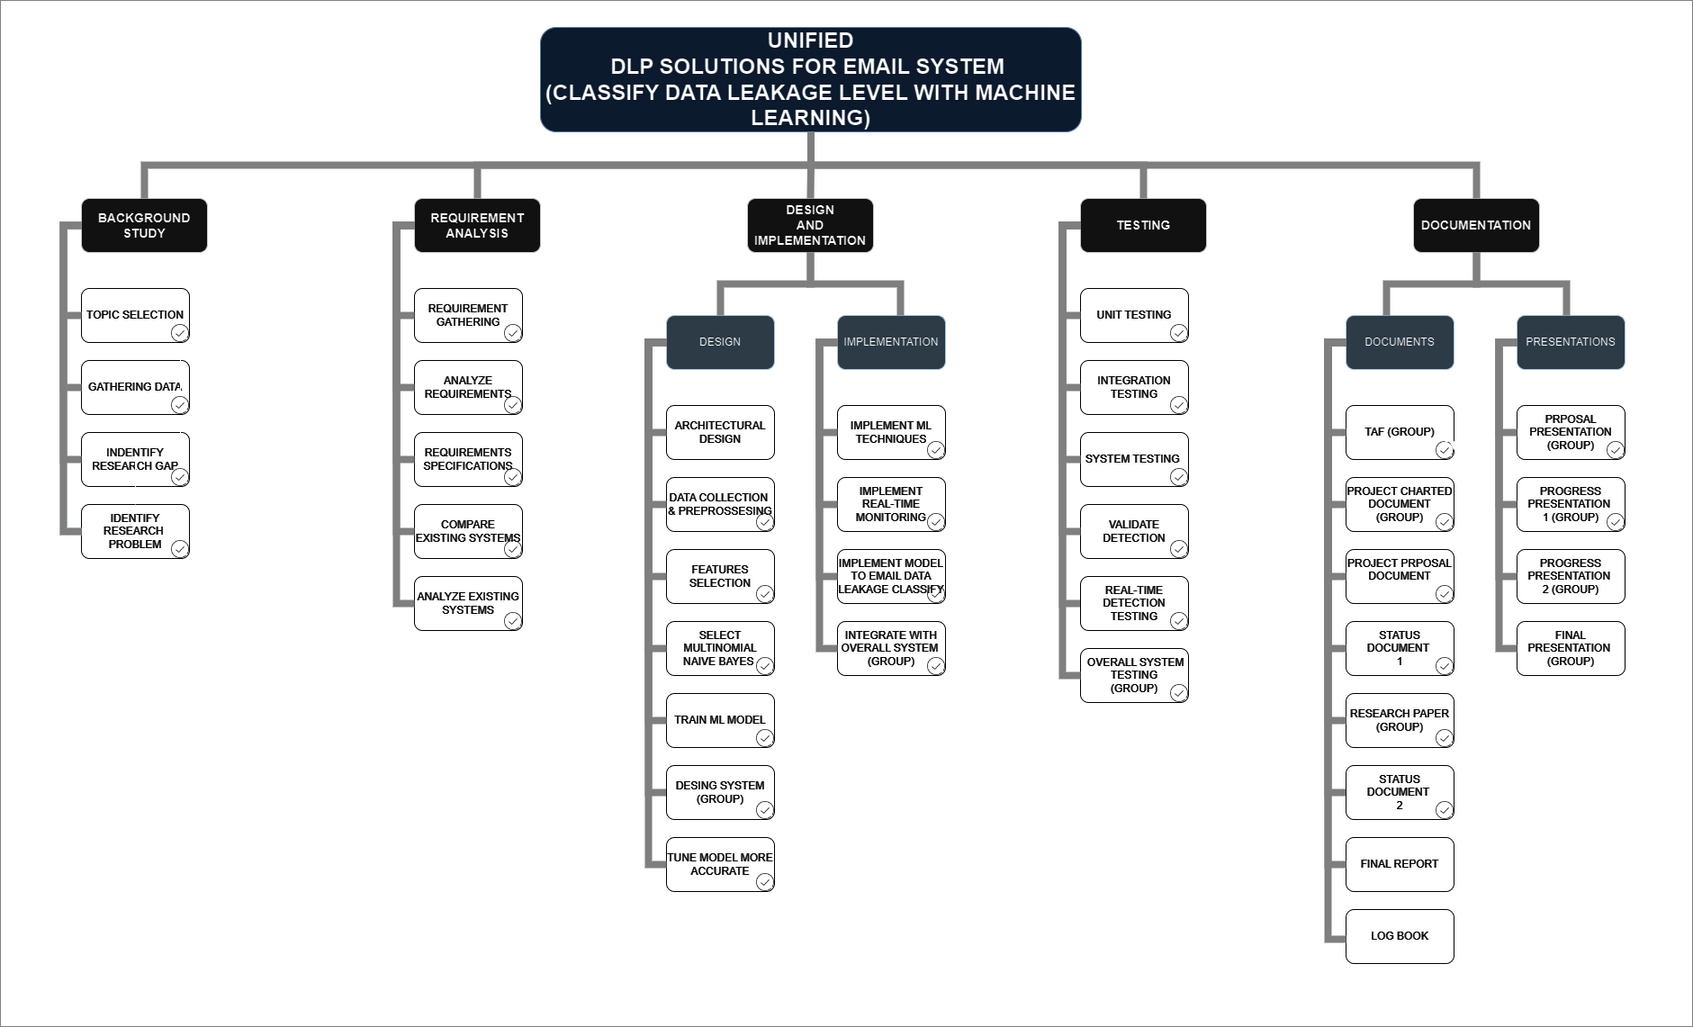 UNIFIED
DLP SOLUTIONS FOR EMAIL SYSTEM
(CLASSIFY DATA LEAKAGE LEVEL WITH MACHINE
LEARNING)
BACKGROUND
STUDY
TOPIC SELECTION
GATHERING DATA.
INDENTIFY
RESEARCH GAP
IDENTIFY
RESEARCH
PROBLEM
REQUIREMENT
ANALYSIS
REQUIREMENT
GATHERING
ANALYZE
REQUIREMENTS
REQUIREMENTS
SPECIFICATIONS
COMPARE
EXISTING SYSTEMS
ANALYZE EXISTING
SYSTEMS
DESIGN
AND
IMPLEMENTATION
DESIGN
ARCHITECTURAL
DESIGN
DATA COLLECTION
& PREPROSSESING
FEATURES
SELECTION
SELECT
MULTINOMIAL
NAIVE BAYES
TRAIN ML MODEL
DESING SYSTEM
(GROUP)
TUNE MODEL MORE
ACCURATE
IMPLEMENTATION
IMPLEMENT ML
TECHNIQUES
IMPLEMENT
REAL-TIME
MONITORING
IMPLEMENT MODEL
TO EMAIL DATA
LEAKAGE CLASSIFY
INTEGRATE WITH
OVERALL SYSTEM
(GROUP)
TESTING
UNIT TESTING
INTEGRATION
TESTING
SYSTEM TESTING
VALIDATE
DETECTION
REAL-TIME
DETECTION
TESTING
OVERALL SYSTEM
TESTING
(GROUP)
DOCUMENTATION
DOCUMENTS
TAF (GROUP)
PROJECT CHARTED
DOCUMENT
(GROUP)
PROJECT PRPOSAL
DOCUMENT
STATUS
DOCUMENT
1
RESEARCH PAPER
(GROUP)
STATUS
DOCUMENT
2
FINAL REPORT
LOG BOOK
PRESENTATIONS
PRPOSAL
PRESENTATION
(GROUP)
PROGRESS
PRESENTATION
1 (GROUP)
PROGRESS
PRESENTATION
2 (GROUP)
FINAL
PRESENTATION
(GROUP)